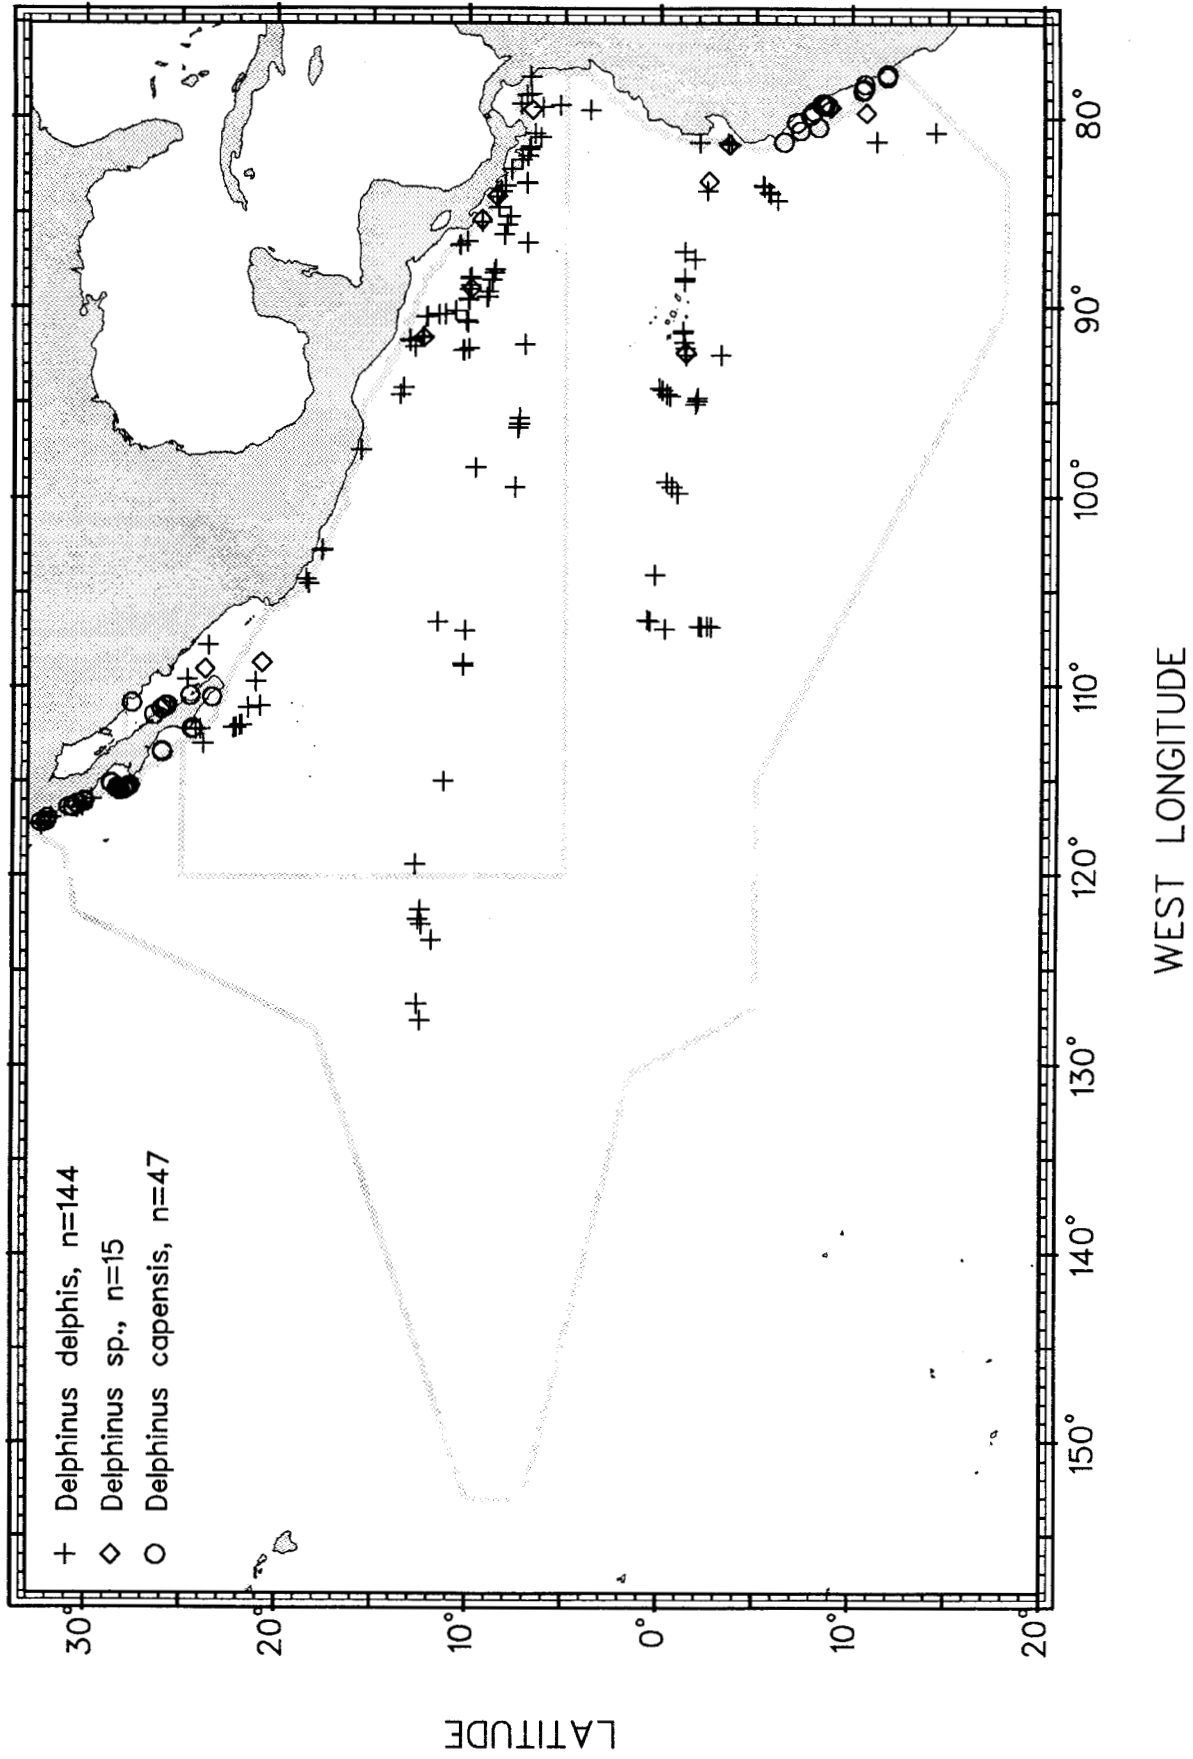 + Delphinus delphis, n=144
◇ Delphinus sp., n=15
○ Delphinus capensis, n=47
LATITUDE
30°
20°
10°
0°
10°
20°
150°
140°
130°
120°
110°
100°
90°
80°
WEST LONGITUDE